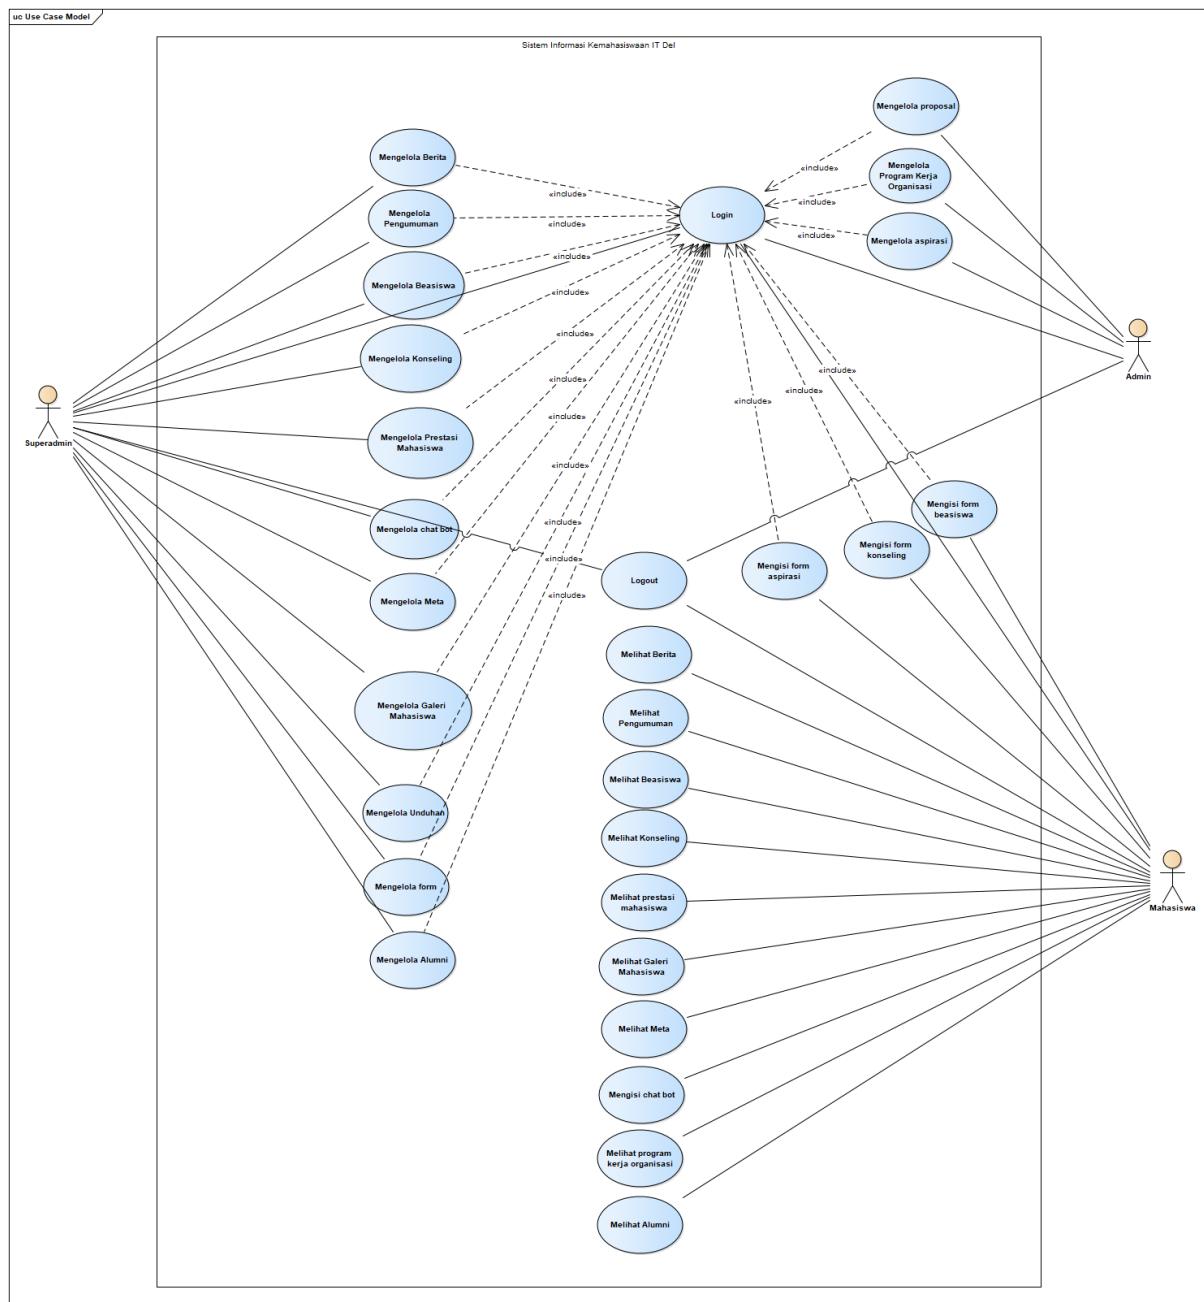 uc Use Case Model
Sistem Informasi Kemahasiswaan IT Del
Mengelola proposal
Mengelola Berita
«include»
Mengelola
Program Kerja
Organisasi
«include»
«include»
Mengelola
Pengumuman
«include»
Login
Mengelola aspirasi
«include»
Mengelola Beasiswa
«include»
«include»
Mengelola Konseling
«include»
«include»
«include»
Admin
«include»
«include»
«include»
Superadmin
Mengelola Prestasi
Mahasiswa
«include»
Mengelola chat bot
«include»
«include»
«include»
Mengisi form
beasiswa
Mengisi form
konseling
Mengisi form
aspirasi
Logout
Mengelola Meta
Melihat Berita
Mengelola Galeri
Mahasiswa
Melihat
Pengumuman
Melihat Beasiswa
Mengelola Unduhan
Melihat Konseling
Mengelola form
Melihat prestasi
mahasiswa
Mahasiswa
Mengelola Alumni
Melihat Galeri
Mahasiswa
Melihat Meta
Mengisi chat bot
Melihat program
kerja organisasi
Melihat Alumni